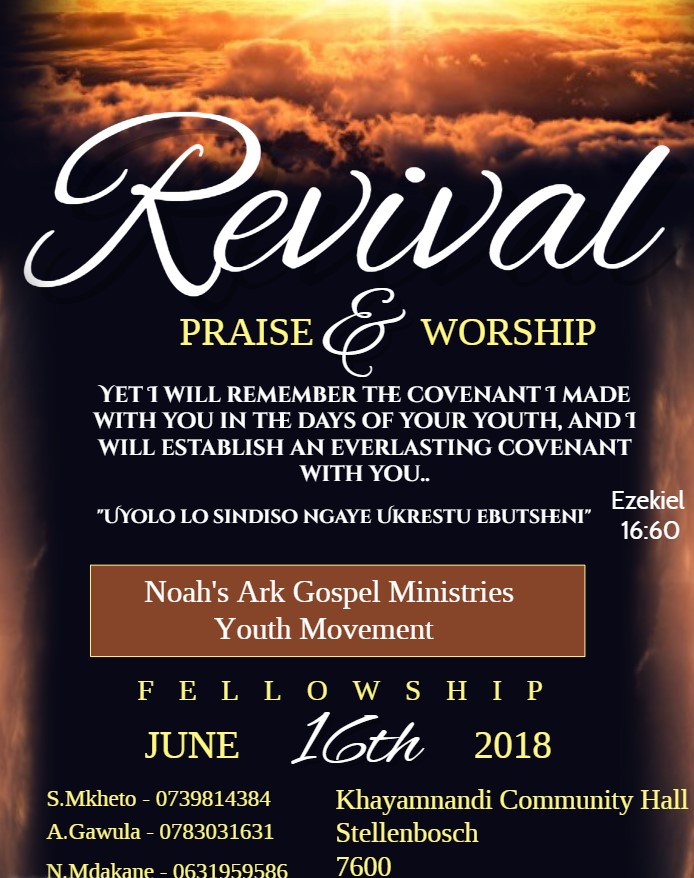 Revival
PRAISE & WORSHIP
YET I WILL REMEMBER THE COVENANT I MADE
WITH YOU IN THE DAYS OF YOUR YOUTH, AND I
WILL ESTABLISH AN EVERLASTING COVENANT
WITH YOU..
"UYOLO LO SINDISO NGAYE UKRESTU EBUTSHENI"
Ezekiel
16:60
Noah's Ark Gospel Ministries
Youth Movement
FELLOWSHIP
JUNE 16th 2018
S.Mkheto - 0739814384
A.Gawula - 0783031631
N.Mdakane - 0631959586
Khayamnandi Community Hall
Stellenbosch
7600